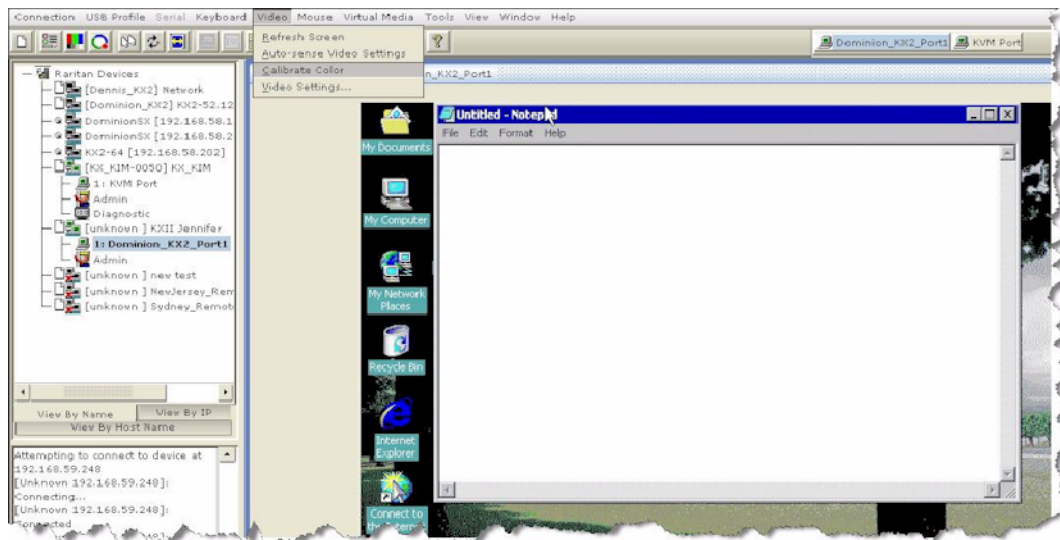 Connection USB Profile Serial Keyboard Video Mouse Virtual Media Tools View Window Help
Refresh Screen
Auto-sense Video Settings
Calibrate Color
Video Settings...
Dominion_KX2_Port1
KVM Port
n_KX2_Port1
Raritan Devices
[Dennis_KX2] Network
[Dominion_KX2] KX2-52.12
DominionSX [192.168.58.1
DominionSX [192.168.58.2
KX2-64 [192.168.58.202]
[KX_KIM-0050] KX_KIM
1: KVM Port
Admin
Diagnostic
[unknown ] KXII Jennifer
1: Dominion_KX2_Port1
Admin
[unknown ] new test
[unknown ] NewJersey_Rem
[unknown ] Sydney_Remot
View By Name
View By IP
View By Host Name
Attempting to connect to device at
192.168.59.248
[Unknown 192.168.59.248]:
Connecting...
[Unknown 192.168.59.248]:
Connected
My Documents
My Computer
My Network
Places
Recycle Bin
Internet
Explorer
Connect to
the Internet
Untitled - Notepad
File Edit Format Help